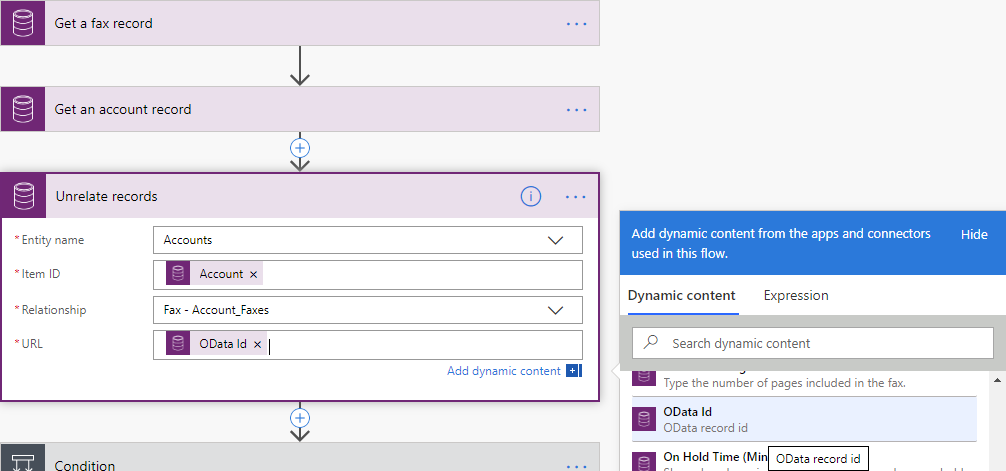 Get a fax record
...
Get an account record
...
Unrelate records
...
* Entity name Accounts
* Item ID Account ×
* Relationship Fax - Account_Faxes
* URL OData Id ×
Add dynamic content
Condition
...
Add dynamic content from the apps and connectors
used in this flow.
Hide
Dynamic content Expression
Search dynamic content
Type the number of pages included in the fax.
OData Id
OData record id
On Hold Time (Min
OData record id